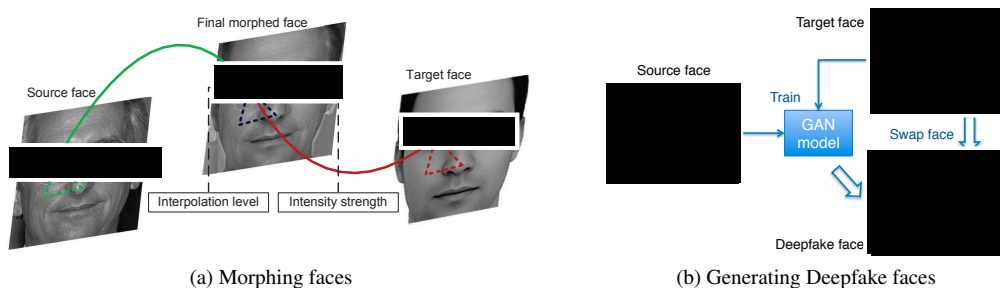 Final morphed face
Source face
Target face
Interpolation level
Intensity strength
(a) Morphing faces
Target face
Source face
Train
GAN
model
Swap face
Deepfake face
(b) Generating Deepfake faces